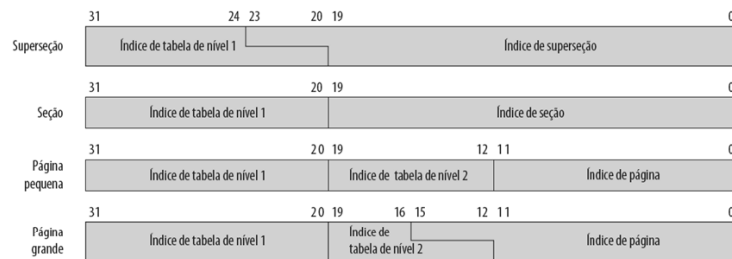 31 24 23 20 19 0
Superseção Índice de tabela de nível 1 Índice de superseção
31 20 19 0
Seção Índice de tabela de nível 1 Índice de seção
31 20 19 12 11 0
Página pequena Índice de tabela de nível 1 Índice de tabela de nível 2 Índice de página
31 20 19 16 15 12 11 0
Página grande Índice de tabela de nível 1 Índice de tabela de nível 2 Índice de página